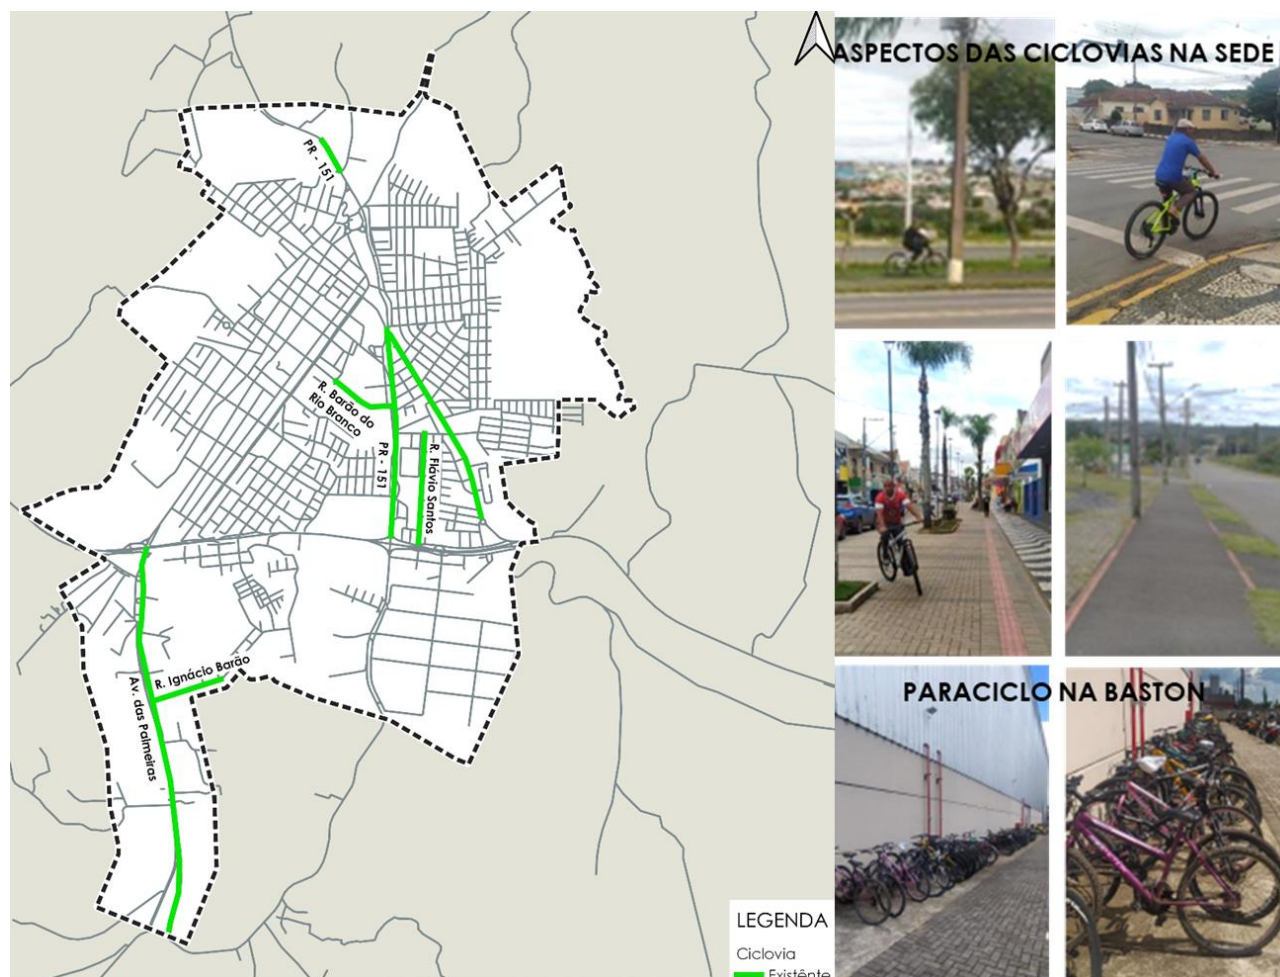 ASPECTOS DAS CICLOVIAS NA SEDE
PR - 151
R. Barão do
Rio Branco
PR - 151
R. Flávio Santos
R. Ignácio Barão
Av. das Palmeiras
PARACICLO NA BASTON
LEGENDA
Ciclovia
Existênte